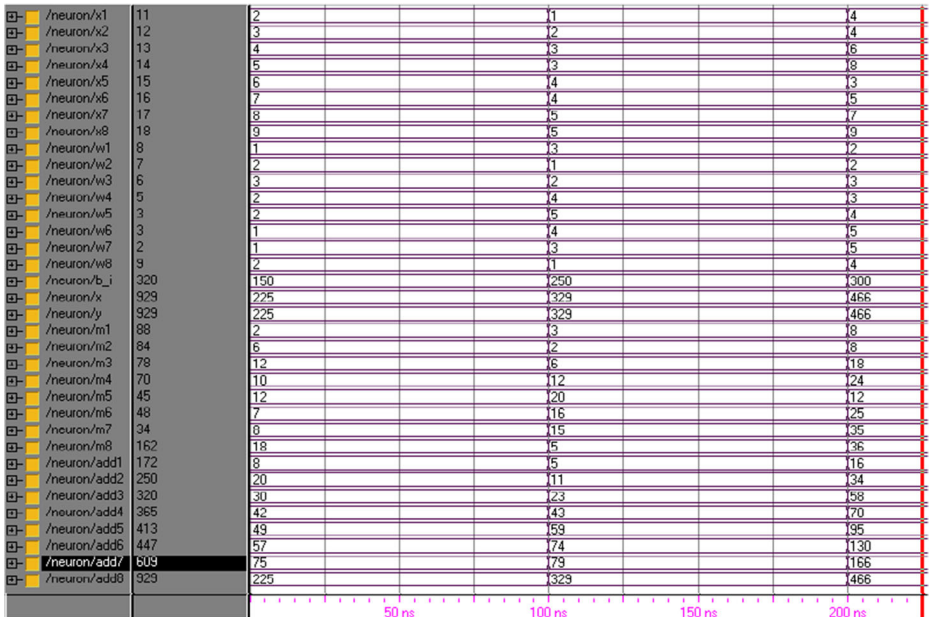 /neuron/x1 11 2 1 4
/neuron/x2 12 3 2 4
/neuron/x3 13 4 3 6
/neuron/x4 14 5 3 8
/neuron/x5 15 6 4 3
/neuron/x6 16 7 4 5
/neuron/x7 17 8 5 7
/neuron/x8 18 9 5 9
/neuron/w1 8 1 3 2
/neuron/w2 7 2 1 2
/neuron/w3 6 3 2 3
/neuron/w4 5 2 4 3
/neuron/w5 3 2 5 4
/neuron/w6 3 1 4 5
/neuron/w7 2 1 3 5
/neuron/w8 9 2 1 4
/neuron/b_i 320 150 250 300
/neuron/x 929 225 329 466
/neuron/y 929 225 329 466
/neuron/m1 88 2 3 8
/neuron/m2 84 6 2 8
/neuron/m3 78 12 6 18
/neuron/m4 70 10 12 24
/neuron/m5 45 12 20 12
/neuron/m6 48 7 16 25
/neuron/m7 34 8 15 35
/neuron/m8 162 18 5 36
/neuron/add1 172 8 5 16
/neuron/add2 250 20 11 34
/neuron/add3 320 30 23 58
/neuron/add4 365 42 43 70
/neuron/add5 413 49 59 95
/neuron/add6 447 57 74 130
/neuron/add7 609 75 79 166
/neuron/add8 929 225 329 466
50 ns 100 ns 150 ns 200 ns